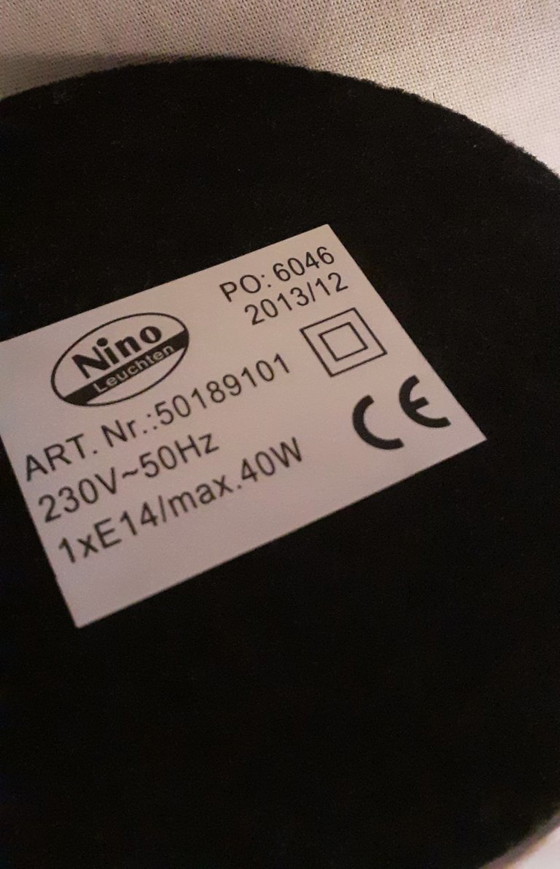 PO: 6046
2013/12
Nino
Leuchten
ART. Nr.:50189101
230V~50Hz
1xE14/max.40W
CE